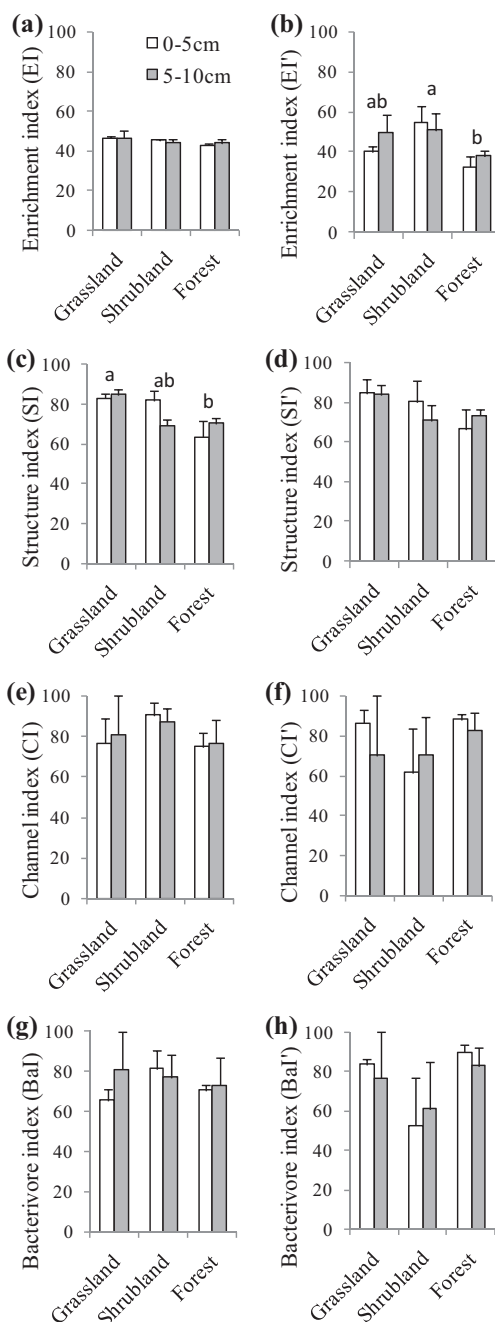 (a)
Enrichment index (EI)
100
80
60
40
20
0
0-5cm
5-10cm
Grassland
Shrubland
Forest
(b)
Enrichment index (EI')
100
80
60
40
20
0
ab
a
b
Grassland
Shrubland
Forest
(c)
Structure index (SI)
100
80
60
40
20
0
a
ab
b
Grassland
Shrubland
Forest
(d)
Structure index (SI')
100
80
60
40
20
0
Grassland
Shrubland
Forest
(e)
Channel index (CI)
100
80
60
40
20
0
Grassland
Shrubland
Forest
(f)
Channel index (CI')
100
80
60
40
20
0
Grassland
Shrubland
Forest
(g)
Bacterivore index (BaI)
100
80
60
40
20
0
Grassland
Shrubland
Forest
(h)
Bacterivore index (BaI')
100
80
60
40
20
0
Grassland
Shrubland
Forest